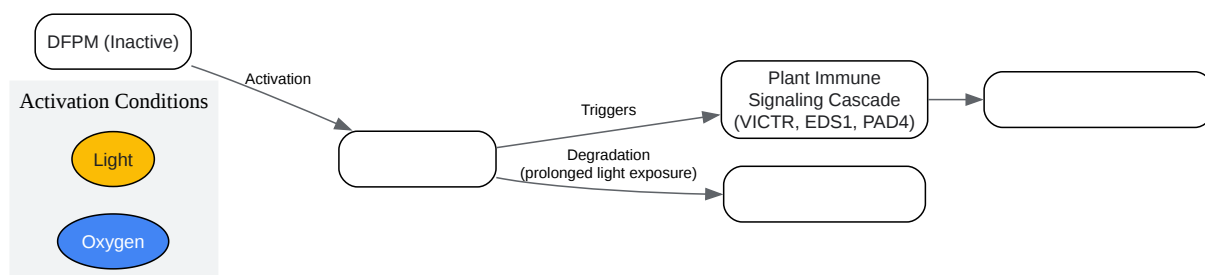 DFPM (Inactive)
Activation Conditions
Light
Oxygen
Activation
Triggers
Degradation
(prolonged light exposure)
Plant Immune
Signaling Cascade
(VICTR, EDS1, PAD4)